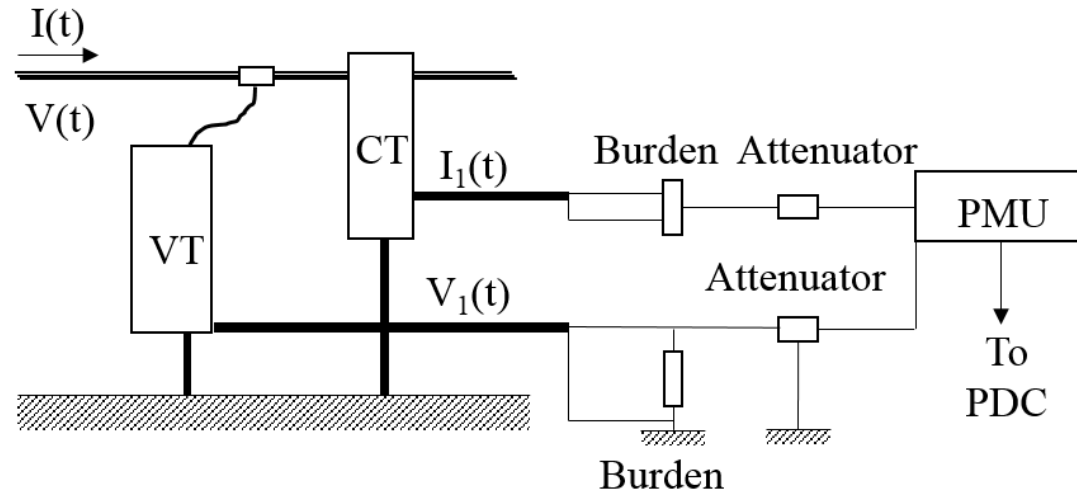 I(t)
V(t)
CT
Burden
Attenuator
I₁(t)
PMU
VT
Attenuator
V₁(t)
To
PDC
Burden